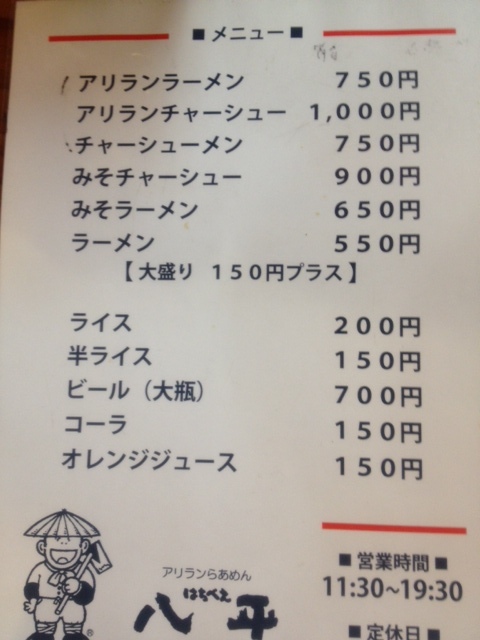 ■ メニュー ■
アリランラーメン ７５０円
アリランチャーシュー １,０００円
チャーシューメン ７５０円
みそチャーシュー ９００円
みそラーメン ６５０円
ラーメン ５５０円
【 大盛り １５０円プラス 】
ライス ２００円
半ライス １５０円
ビール（大瓶） ７００円
コーラ １５０円
オレンジジュース １５０円
アリランらあめん
はちべえ
八平
®
■ 営業時間 ■
11:30~19:30
■ 定休日 ■